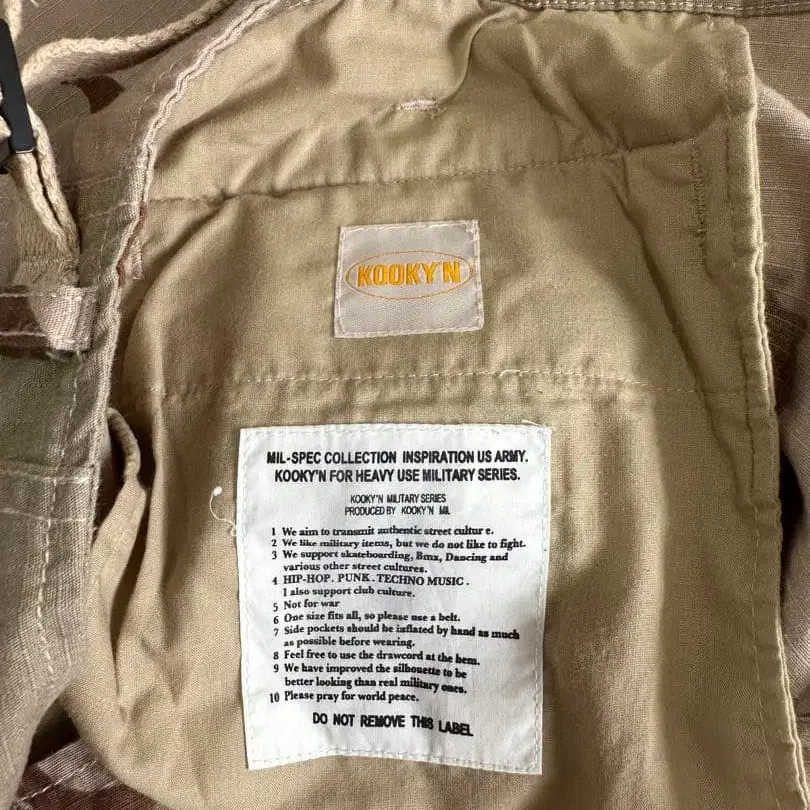 KOOKY'N
MIL-SPEC COLLECTION INSPIRATION US ARMY.
KOOKY'N FOR HEAVY USE MILITARY SERIES.
KOOKY'N MILITARY SERIES
PRODUCED BY KOOKY'N MIL
1 We aim to transmit authentic street cultur e.
2 We like military items, but we do not like to fight.
3 We support skateboarding, Bmx, Dancing and
various other street cultures.
4 HIP-HOP. PUNK. TECHNO MUSIC.
I also support club culture.
5 Not for war
6 One size fits all, so please use a belt.
7 Side pockets should be inflated by hand as much
as possible before wearing.
8 Feel free to use the drawcord at the hem.
9 We have improved the silhouette to be
better looking than real military ones.
10 Please pray for world peace.
DO NOT REMOVE THIS LABEL